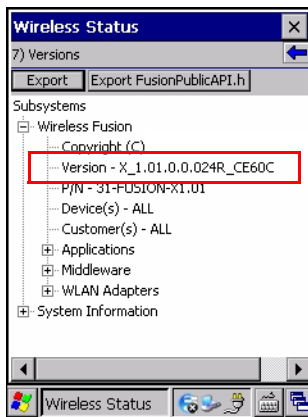 Wireless Status
7) Versions
Export Export FusionPublicAPI.h
Subsystems
Wireless Fusion
Copyright (C)
Version - X_1.01.0.0.024R_CE60C
P/N - 31-FUSION-X1.01
Device(s) - ALL
Customer(s) - ALL
Applications
Middleware
WLAN Adapters
System Information
Wireless Status